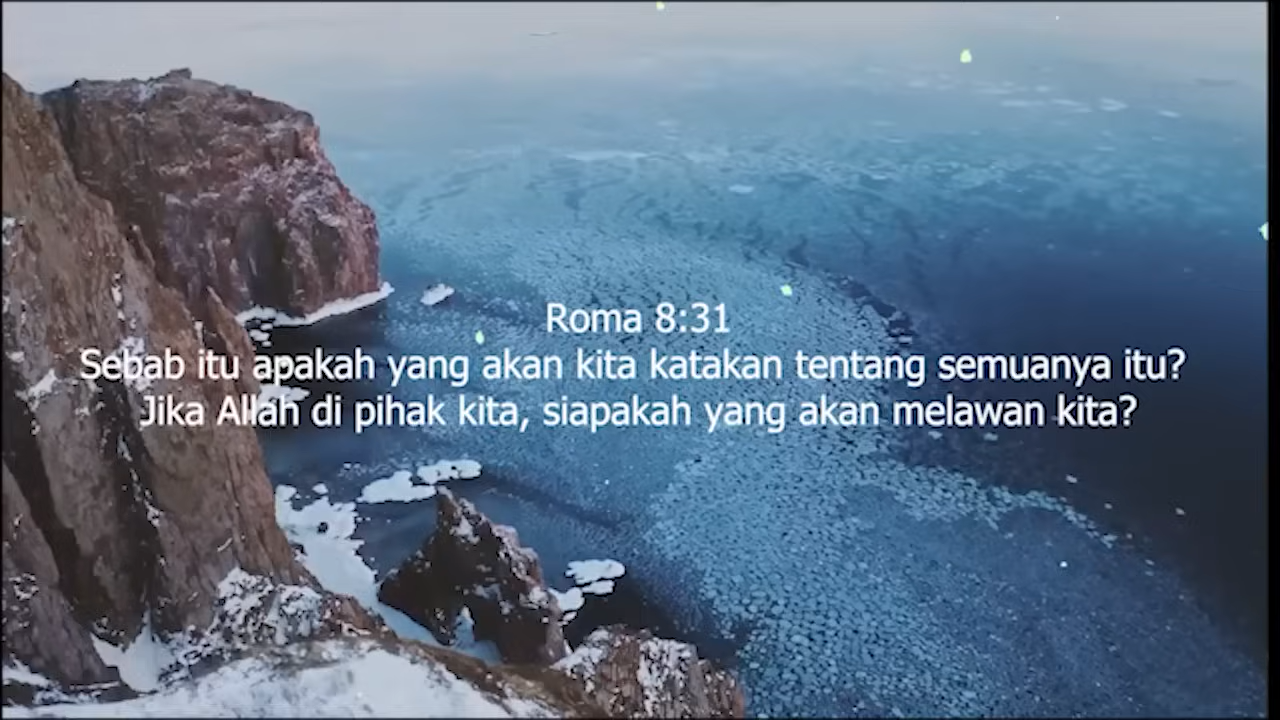 Roma 8:31
Sebab itu apakah yang akan kita katakan tentang semuanya itu?
Jika Allah di pihak kita, siapakah yang akan melawan kita?